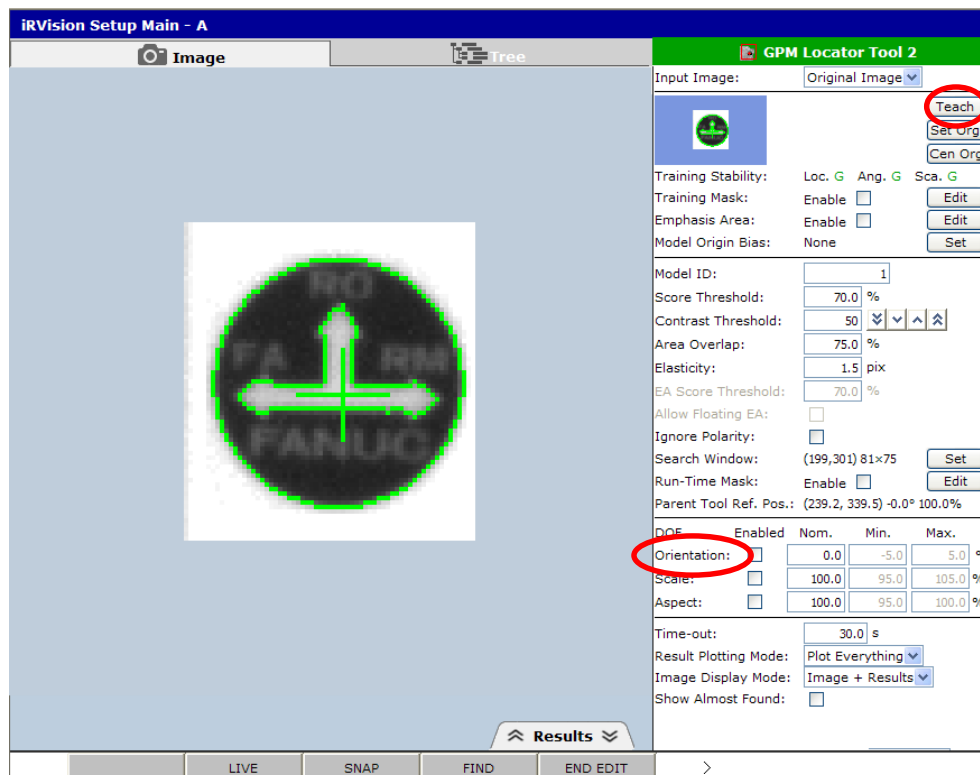 iRVision Setup Main - A
Image
Tree
RO
FA RM
FANUC
Results
GPM Locator Tool 2
Input Image: Original Image
Teach
Set Org
Cen Org
Training Stability: Loc. G Ang. G Sca. G
Training Mask: Enable Edit
Emphasis Area: Enable Edit
Model Origin Bias: None Set
Model ID: 1
Score Threshold: 70.0 %
Contrast Threshold: 50
Area Overlap: 75.0 %
Elasticity: 1.5 pix
EA Score Threshold: 70.0 %
Allow Floating EA:
Ignore Polarity:
Search Window: (199,301) 81×75 Set
Run-Time Mask: Enable Edit
Parent Tool Ref. Pos.: (239.2, 339.5) -0.0° 100.0%
DOF Enabled Nom. Min. Max.
Orientation: 0.0 -5.0 5.0 °
Scale: 100.0 95.0 105.0 %
Aspect: 100.0 95.0 100.0 %
Time-out: 30.0 s
Result Plotting Mode: Plot Everything
Image Display Mode: Image + Results
Show Almost Found:
LIVE SNAP FIND END EDIT >